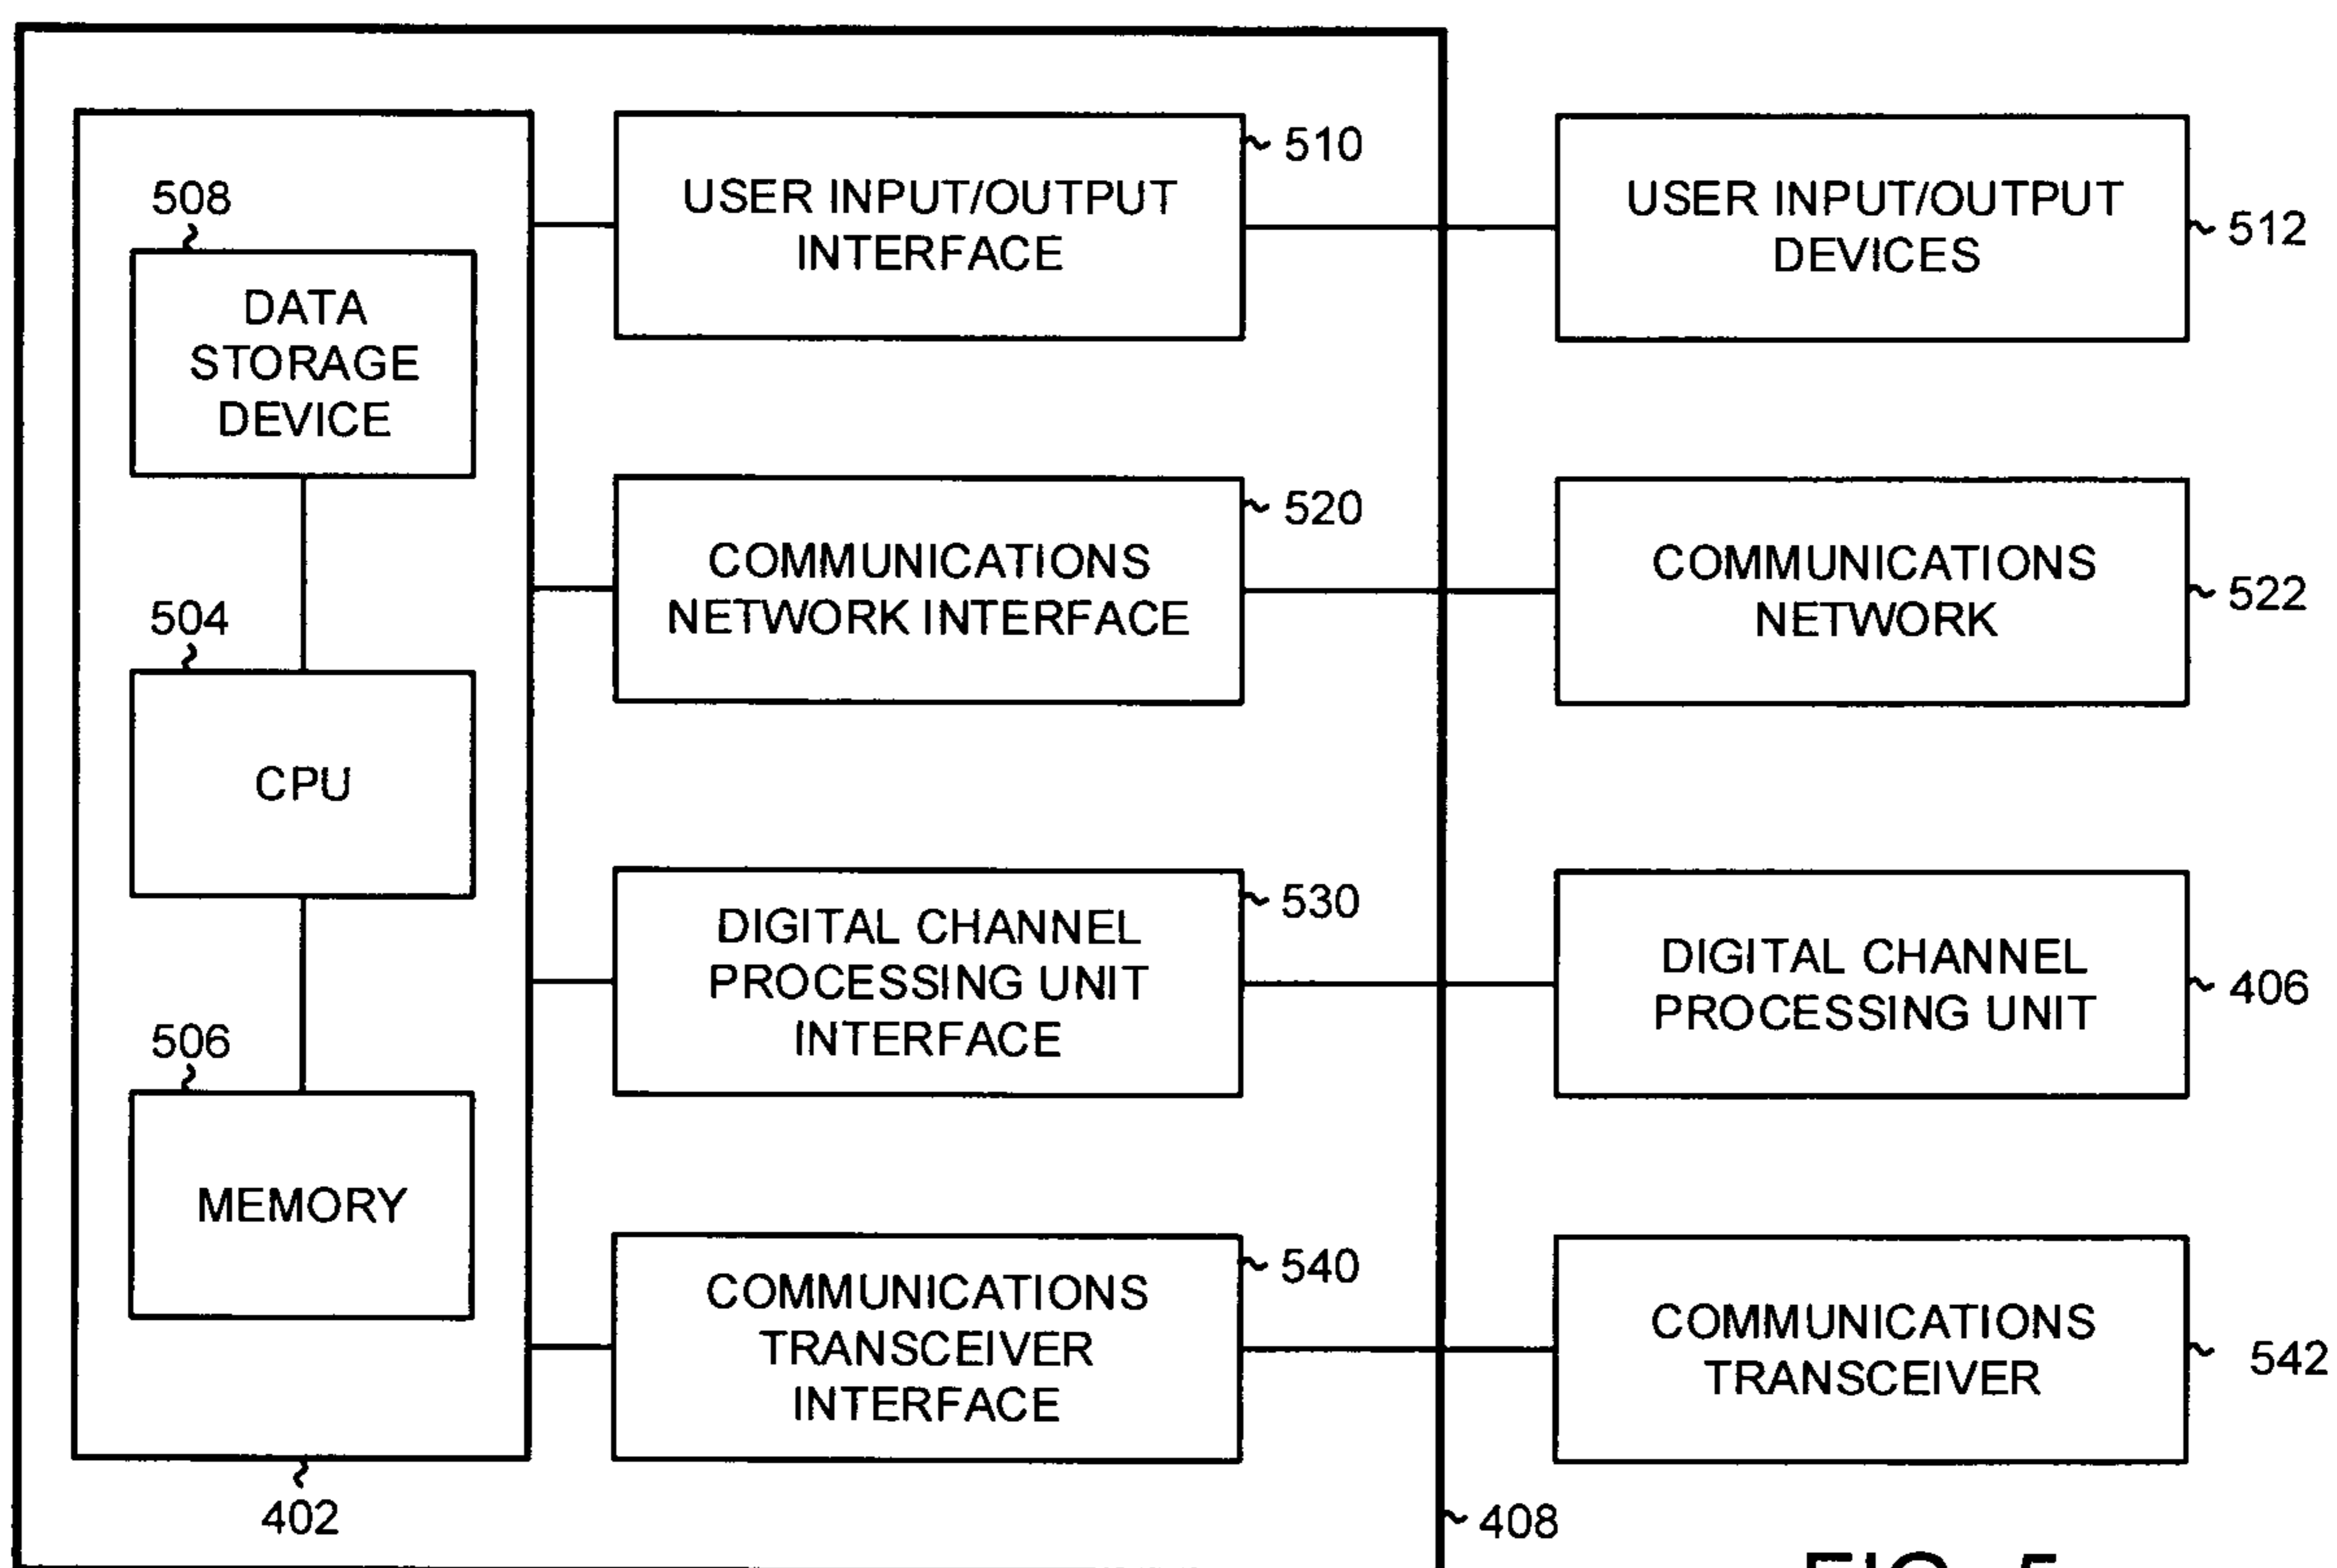 510
USER INPUT/OUTPUT
INTERFACE
USER INPUT/OUTPUT
DEVICES
512
508
DATA
STORAGE
DEVICE
520
COMMUNICATIONS
NETWORK INTERFACE
COMMUNICATIONS
NETWORK
522
504
CPU
530
DIGITAL CHANNEL
PROCESSING UNIT
INTERFACE
DIGITAL CHANNEL
PROCESSING UNIT
406
506
MEMORY
540
COMMUNICATIONS
TRANSCEIVER
INTERFACE
COMMUNICATIONS
TRANSCEIVER
542
402
408
FIG. 5